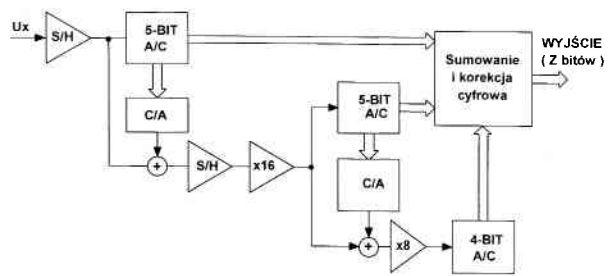 Ux
S/H
5-BIT
A/C
C/A
+
S/H
x16
5-BIT
A/C
C/A
+
x8
4-BIT
A/C
Sumowanie
i korekcja
cyfrowa
WYJŚCIE
( Z bitów )